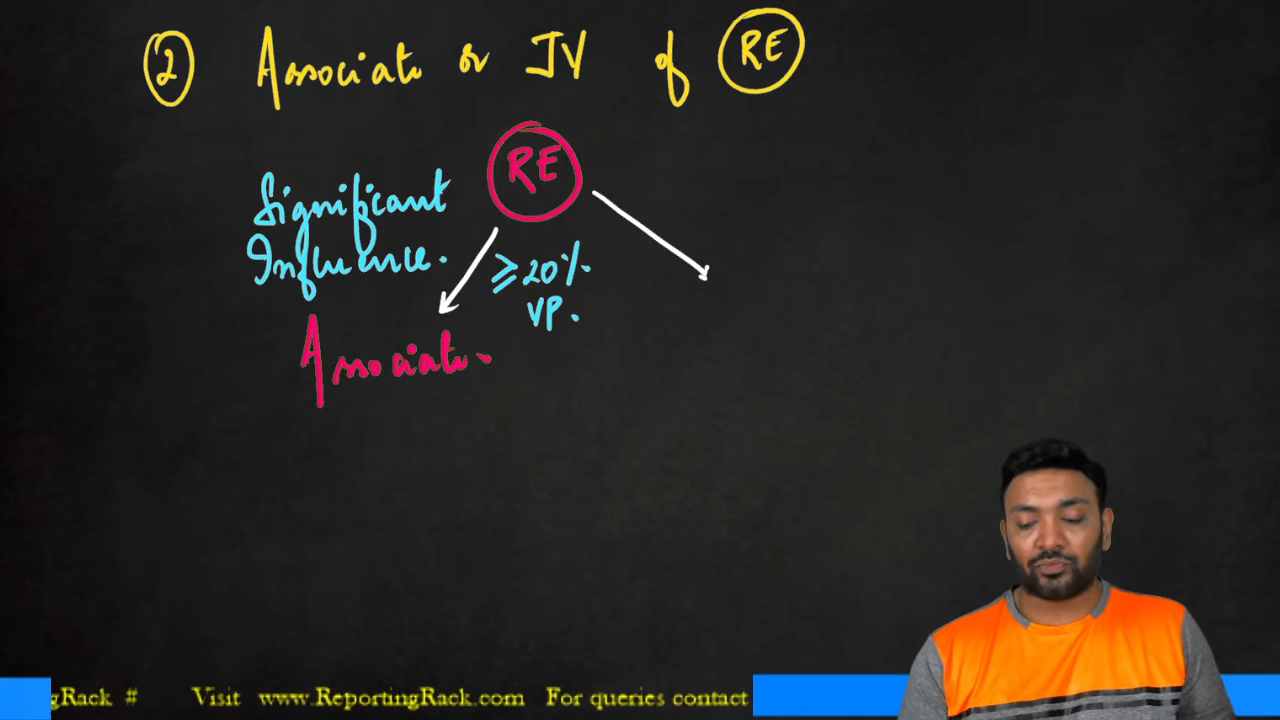 ② Associate or JV of RE
RE
Significant
Influence.
≥ 20%
VP.
Associate.
gRack # Visit www.ReportingRack.com For queries contact